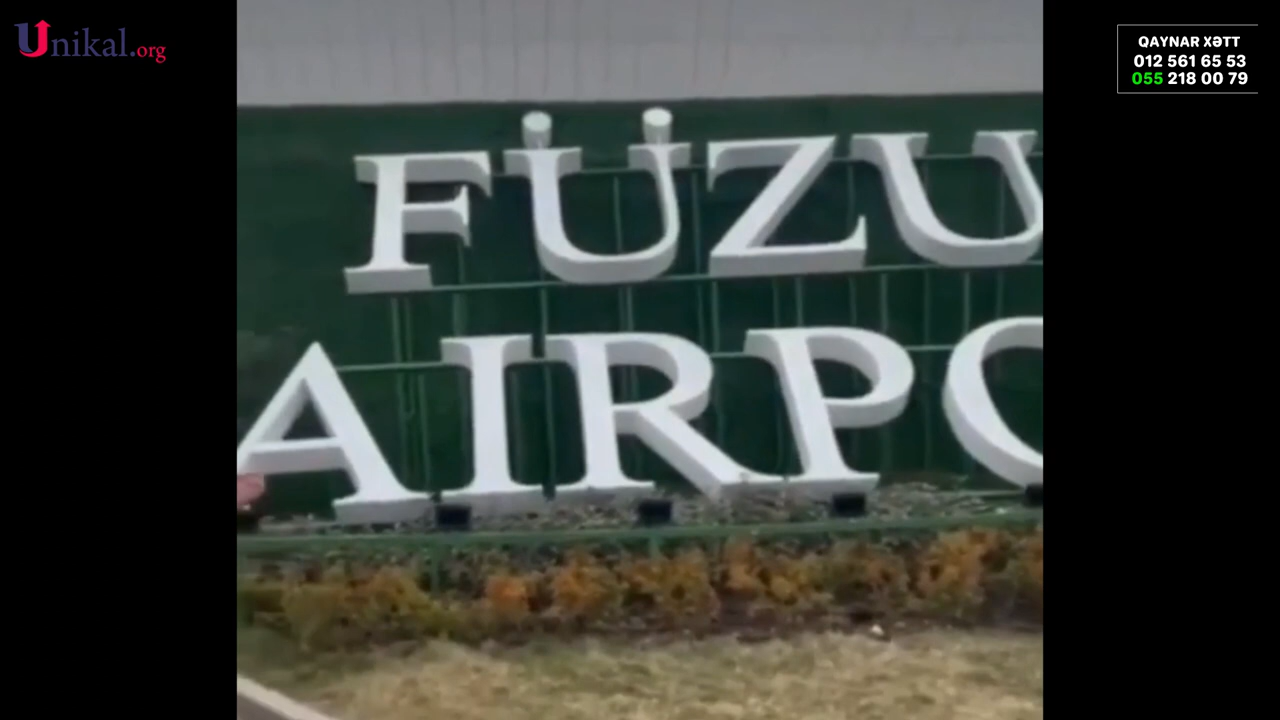 Unikal.org
QAYNAR XƏTT
012 561 65 53
055 218 00 79
FÜZU
AIRPO